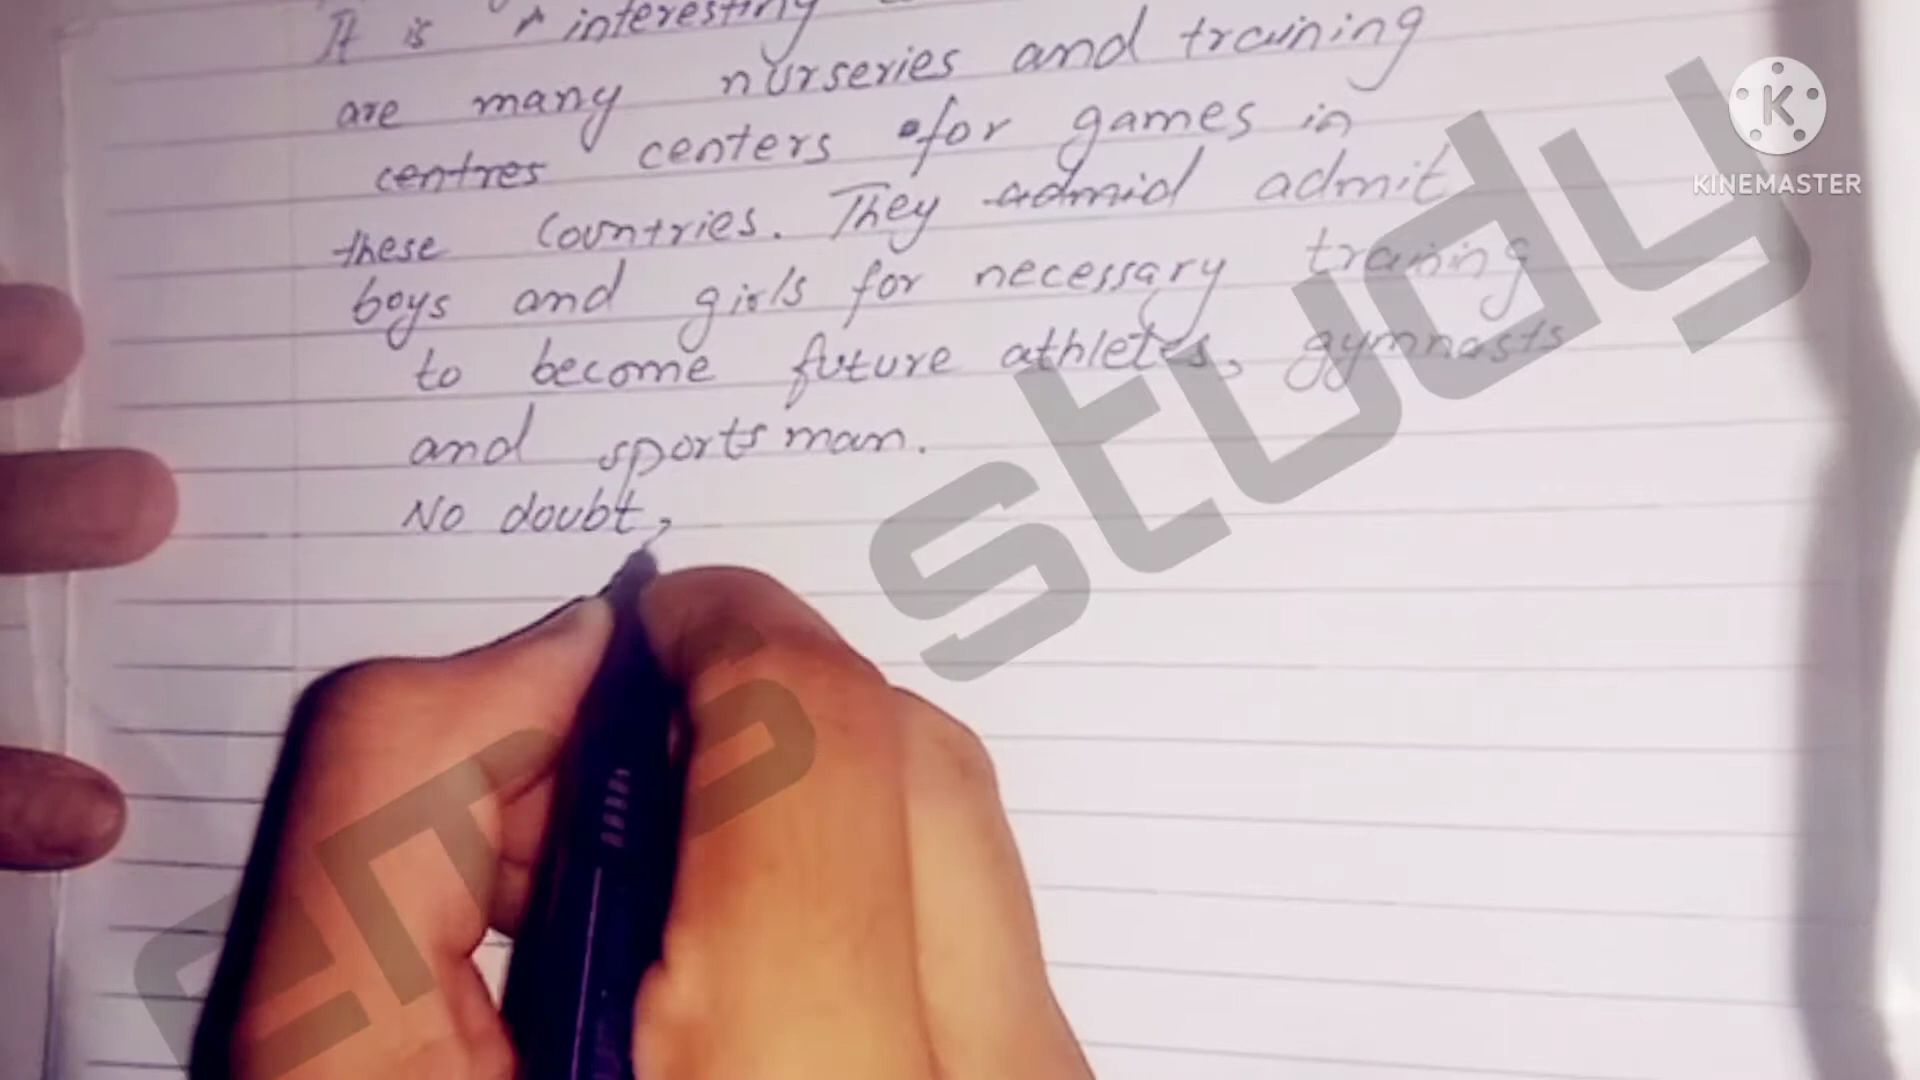 It is interesting
are many nurseries and training
centres centers for games in
these Countries. They admid admit
boys and girls for necessary training
to become future athletes, gymnasts
and sportsman.
No doubt,
KINEMASTER
Study